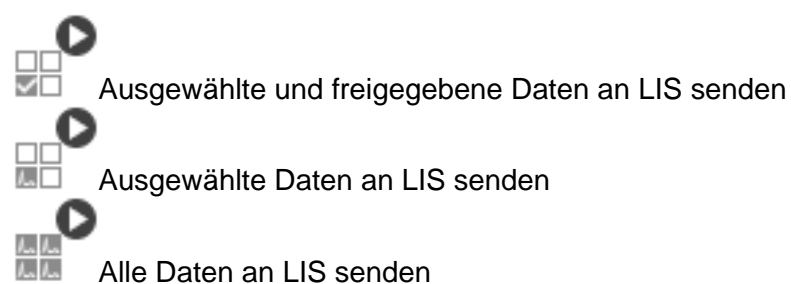 Ausgewählte und freigegebene Daten an LIS senden
Ausgewählte Daten an LIS senden
Alle Daten an LIS senden